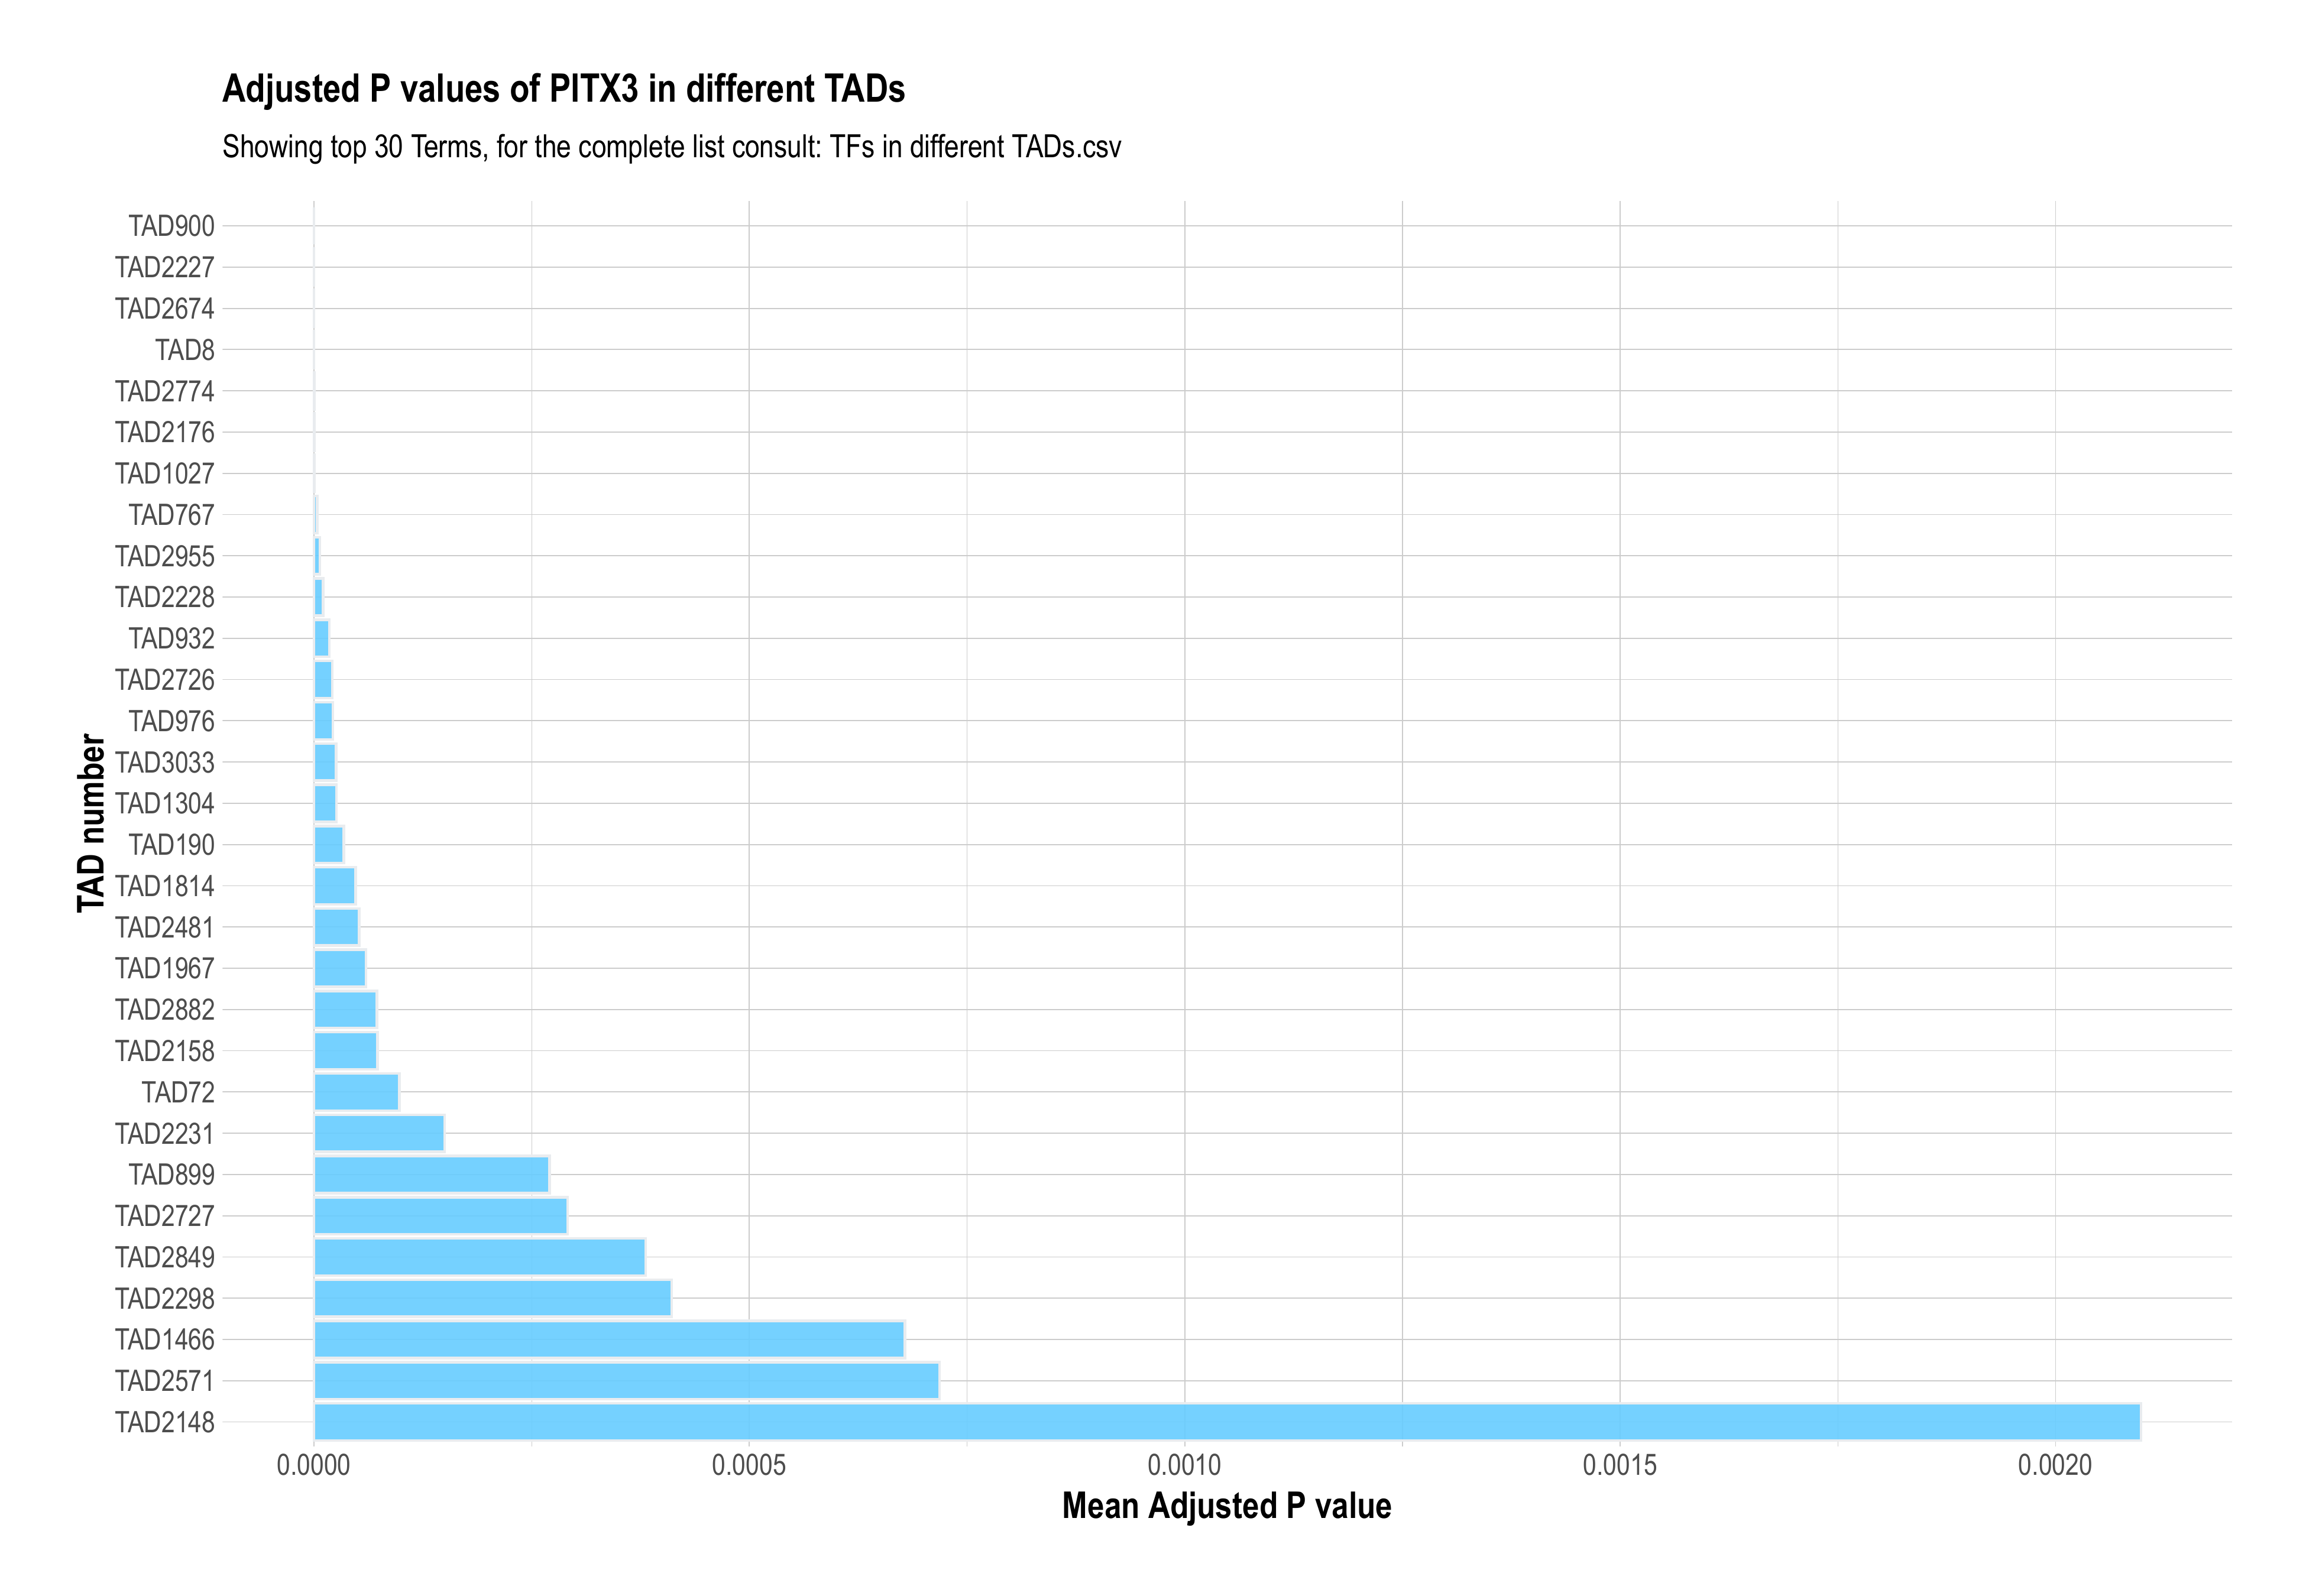 Adjusted P values of PITX3 in different TADs
Showing top 30 Terms, for the complete list consult: TFs in different TADs.csv
TAD number
TAD900
TAD2227
TAD2674
TAD8
TAD2774
TAD2176
TAD1027
TAD767
TAD2955
TAD2228
TAD932
TAD2726
TAD976
TAD3033
TAD1304
TAD190
TAD1814
TAD2481
TAD1967
TAD2882
TAD2158
TAD72
TAD2231
TAD899
TAD2727
TAD2849
TAD2298
TAD1466
TAD2571
TAD2148
0.0000 0.0005 0.0010 0.0015 0.0020
Mean Adjusted P value